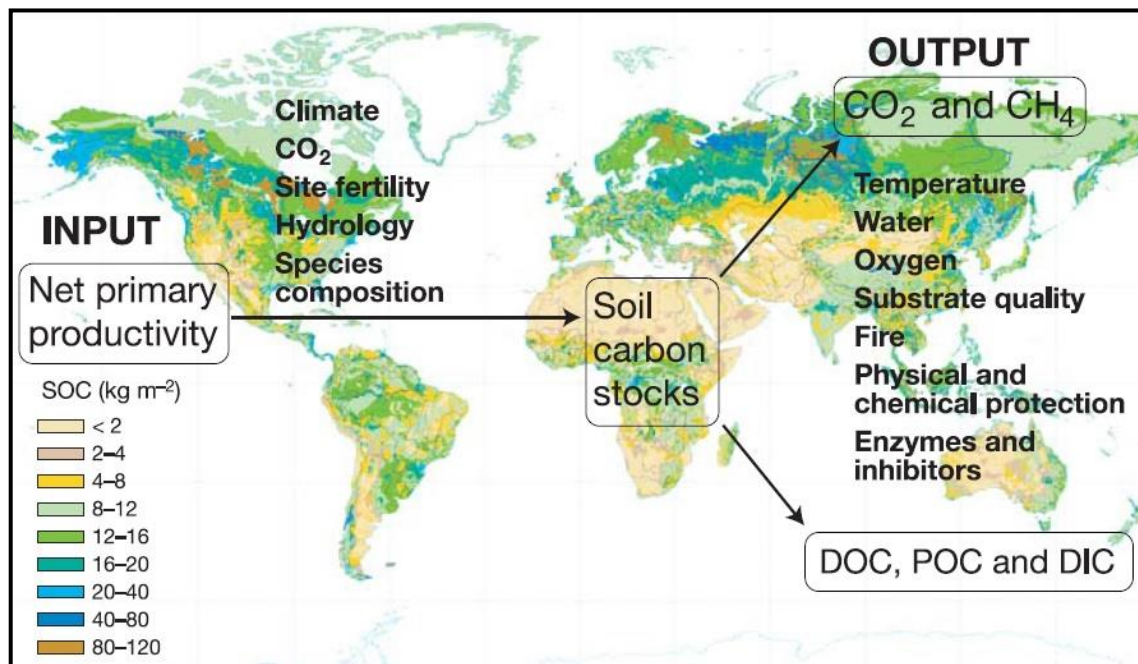 INPUT
Net primary
productivity
Climate
CO₂
Site fertility
Hydrology
Species
composition
Soil
carbon
stocks
OUTPUT
CO₂ and CH₄
Temperature
Water
Oxygen
Substrate quality
Fire
Physical and
chemical protection
Enzymes and
inhibitors
DOC, POC and DIC
SOC (kg m⁻²)
< 2
2–4
4–8
8–12
12–16
16–20
20–40
40–80
80–120